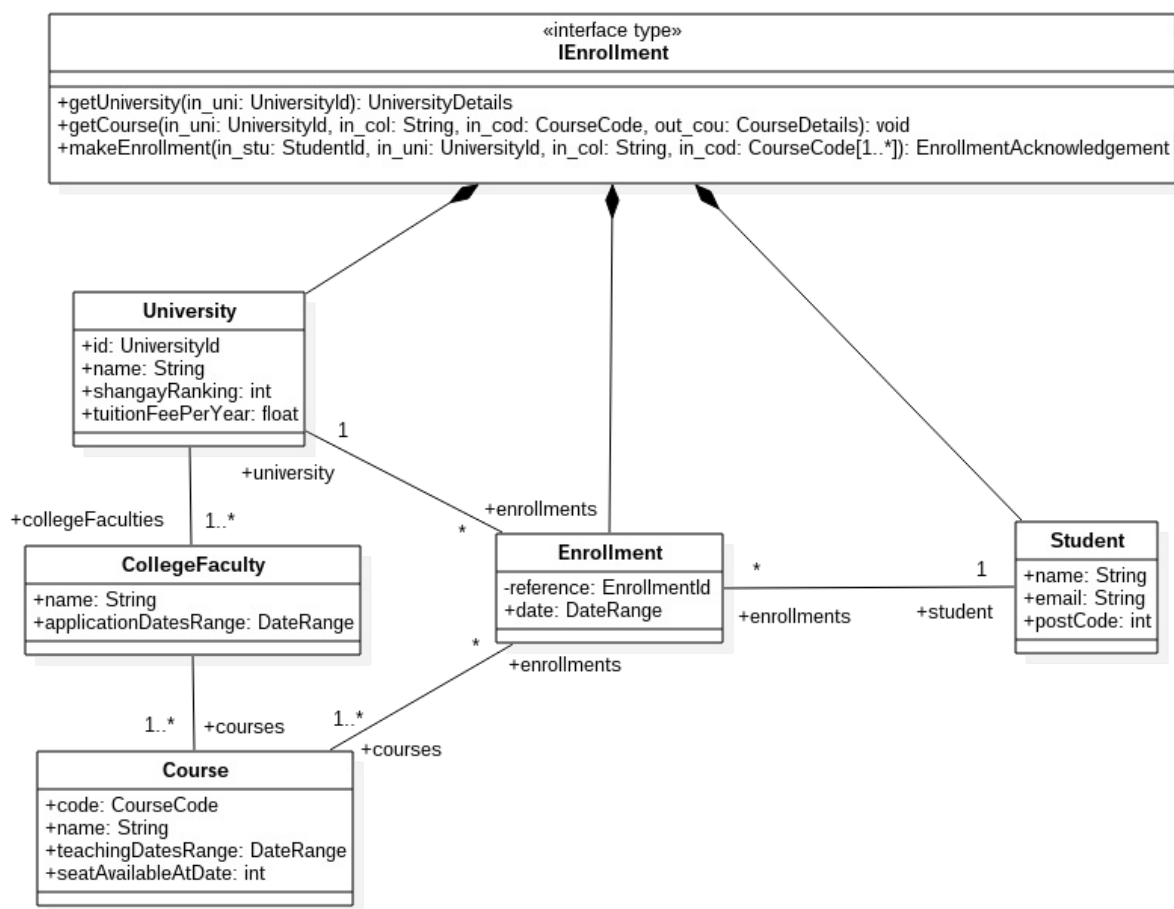 «interface type»
IEnrollment
+getUniversity(in_uni: UniversityId): UniversityDetails
+getCourse(in_uni: UniversityId, in_col: String, in_cod: CourseCode, out_cou: CourseDetails): void
+makeEnrollment(in_stu: StudentId, in_uni: UniversityId, in_col: String, in_cod: CourseCode[1..*]): EnrollmentAcknowledgement
University
+id: UniversityId
+name: String
+shangayRanking: int
+tuitionFeePerYear: float
1
+university
+enrollments
*
+collegeFaculties
1..*
CollegeFaculty
+name: String
+applicationDatesRange: DateRange
Enrollment
-reference: EnrollmentId
+date: DateRange
*
+enrollments
1
+student
Student
+name: String
+email: String
+postCode: int
*
+enrollments
1..*
+courses
1..*
+courses
Course
+code: CourseCode
+name: String
+teachingDatesRange: DateRange
+seatAvailableAtDate: int